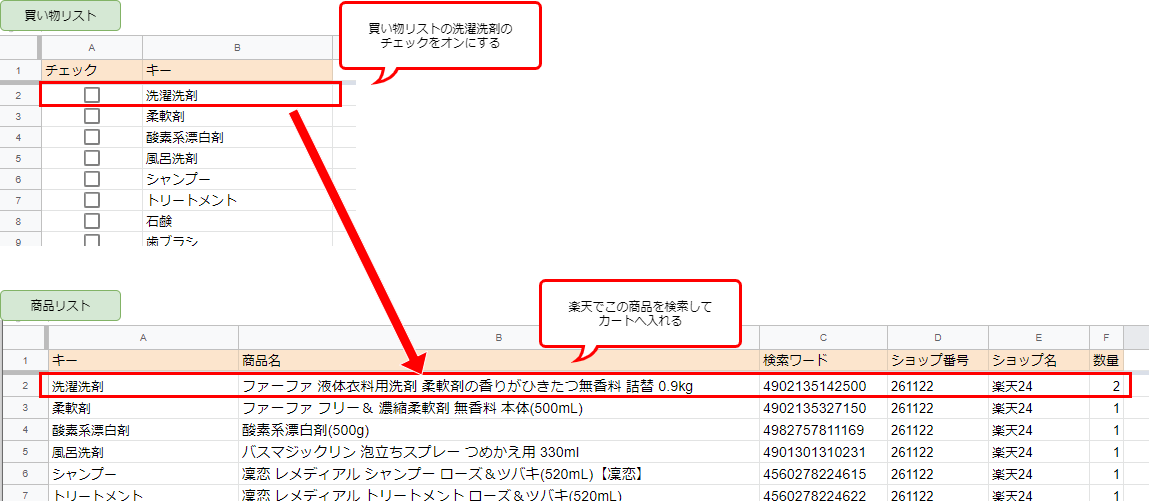 買い物リスト
買い物リストの洗濯洗剤の
チェックをオンにする
A B
1 チェック キー
2 洗濯洗剤
3 柔軟剤
4 酸素系漂白剤
5 風呂洗剤
6 シャンプー
7 トリートメント
8 石鹸
9 歯ブラシ
商品リスト
楽天でこの商品を検索して
カートへ入れる
A B C D E F
1 キー 商品名 検索ワード ショップ番号 ショップ名 数量
2 洗濯洗剤 ファーファ 液体衣料用洗剤 柔軟剤の香りがひきたつ無香料 詰替 0.9kg 4902135142500 261122 楽天24 2
3 柔軟剤 ファーファ フリー＆ 濃縮柔軟剤 無香料 本体(500mL) 4902135327150 261122 楽天24 1
4 酸素系漂白剤 酸素系漂白剤(500g) 4982757811169 261122 楽天24 1
5 風呂洗剤 バスマジックリン 泡立ちスプレー つめかえ用 330ml 4901301310231 261122 楽天24 1
6 シャンプー 凜恋 レメディアル シャンプー ローズ＆ツバキ(520mL)【凜恋】 4560278224615 261122 楽天24 1
7 トリートメント 凜恋 レメディアル トリートメント ローズ＆ツバキ(520mL) 4560278224622 261122 楽天24 1